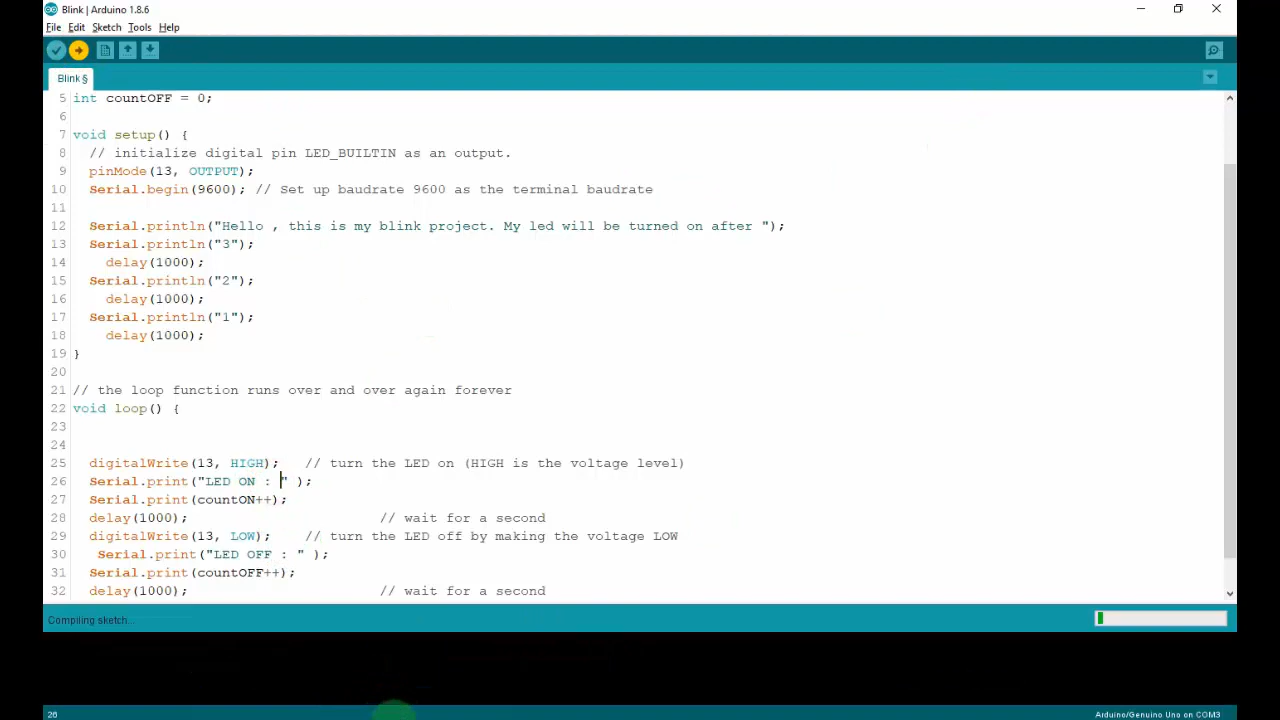 Blink | Arduino 1.8.6
File Edit Sketch Tools Help
Blink §
5 int countOFF = 0;
6
7 void setup() {
8 // initialize digital pin LED_BUILTIN as an output.
9 pinMode(13, OUTPUT);
10 Serial.begin(9600); // Set up baudrate 9600 as the terminal baudrate
11
12 Serial.println("Hello , this is my blink project. My led will be turned on after ");
13 Serial.println("3");
14 delay(1000);
15 Serial.println("2");
16 delay(1000);
17 Serial.println("1");
18 delay(1000);
19 }
20
21 // the loop function runs over and over again forever
22 void loop() {
23
24
25 digitalWrite(13, HIGH); // turn the LED on (HIGH is the voltage level)
26 Serial.print("LED ON : " );
27 Serial.print(countON++);
28 delay(1000); // wait for a second
29 digitalWrite(13, LOW); // turn the LED off by making the voltage LOW
30 Serial.print("LED OFF : " );
31 Serial.print(countOFF++);
32 delay(1000); // wait for a second
Compiling sketch...
26 Arduino/Genuino Uno on COM3